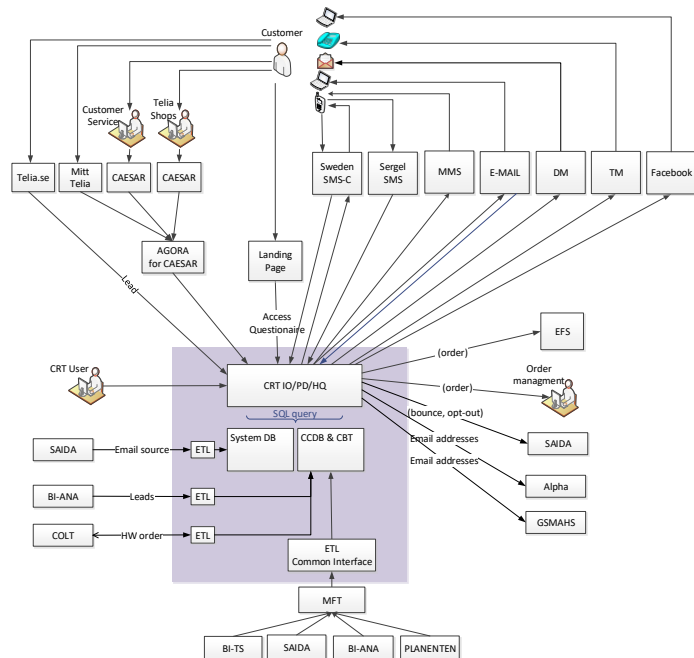 Customer
Customer
Service
Telia
Shops
Telia.se
Mitt
Telia
CAESAR
CAESAR
Sweden
SMS-C
Sergel
SMS
MMS
E-MAIL
DM
TM
Facebook
AGORA
for CAESAR
Landing
Page
Lead
Access
Questionaire
EFS
(order)
CRT User
CRT IO/PD/HQ
(order)
Order
managment
SQL query
(bounce, opt-out)
Email addresses
Email addresses
SAIDA
Alpha
GSMAHS
SAIDA
Email source
ETL
System DB
CCDB & CBT
BI-ANA
Leads
ETL
COLT
HW order
ETL
ETL
Common Interface
MFT
BI-TS
SAIDA
BI-ANA
PLANENTEN